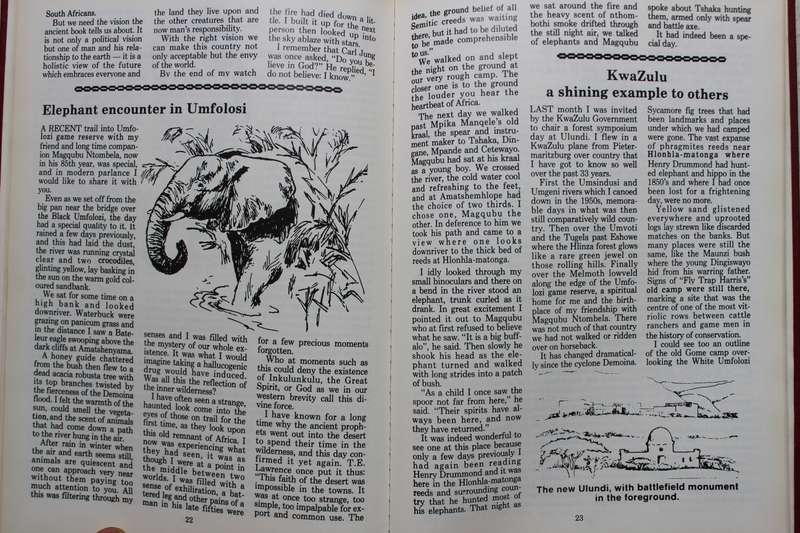 South Africans.
But we need the vision the
ancient book tells us about. It
is not only a political vision
but one of man and his rela-
tionship to the earth — it is a
holistic view of the future
which embraces everyone and
the land they live upon and
the other creatures that are
now man's responsibility.
With the right vision we
can make this country not
only acceptable but the envy
of the world.
By the end of my watch
the fire had died down a lit-
tle. I built it up for the next
person then looked up into
the sky ablaze with stars.
I remember that Carl Jung
was once asked, "Do you be-
lieve in God?" He replied, "I
do not believe: I know."
Elephant encounter in Umfolosi
A RECENT trail into Umfo-
lozi game reserve with my
friend and long time compan-
ion Magqubu Ntombela, now
in his 85th year, was special,
and in modern parlance I
would like to share it with
you.
Even as we set off from the
big pan near the bridge over
the Black Umfolozi, the day
had a special quality to it. It
rained a few days previously,
and this had laid the dust,
the river was running crystal
clear and two crocodiles,
glinting yellow, lay basking in
the sun on the warm gold col-
oured sandbank.
We sat for some time on a
high bank and looked
downriver. Waterbuck were
grazing on panicum grass and
in the distance I saw a Bate-
leur eagle swooping above the
dark cliffs at Amatshenyama.
A honey guide chattered
from the bush then flew to a
dead acacia robusta tree with
its top branches twisted by
the fierceness of the Demoina
flood. I felt the warmth of the
sun, could smell the vegeta-
tion, and the scent of animals
that had come down a path
to the river hung in the air.
After rain in winter when
the air and earth seems still,
animals are quiescent and
one can approach very near
without them paying too
much attention to you. All
this was filtering through my
senses and I was filled with
the mystery of our whole ex-
istence. It was what I would
imagine taking a hallucogenic
drug would have induced.
Was all this the reflection of
the inner wilderness?
I have often seen a strange,
haunted look come into the
eyes of those on trail for the
first time, as they look upon
this old remnant of Africa. I
now was experiencing what
they had seen, it was as
though I were at a point in
the middle between two
worlds. I was filled with a
sense of exhiliration, a bat-
tered leg and other pains of a
man in his late fifties were
for a few precious moments
forgotten.
Who at moments such as
this could deny the existence
of Inkulunkulu, the Great
Spirit, or God as we in our
western brevity call this di-
vine force.
I have known for a long
time why the ancient proph-
ets went out into the desert
to spend their time in the
wilderness, and this day con-
firmed it yet again. T.E.
Lawrence once put it thus:
"This faith of the desert was
impossible in the towns. It
was at once too strange, too
simple, too impalpable for ex-
port and common use. The
22
idea, the ground belief of all
Semitic creeds was waiting
there, but it had to be diluted
to be made comprehensible
to us."
We walked on and slept
the night on the ground at
our very rough camp. The
closer one is to the ground
the louder you hear the
heartbeat of Africa.
The next day we walked
past Mpika Manqele's old
kraal, the spear and instru-
ment maker to Tshaka, Din-
gane, Mpande and Cetewayo.
Magqubu had sat at his kraal
as a young boy. We crossed
the river, the cold water cool
and refreshing to the feet,
and at Amatshemhlope had
the choice of two thirds. I
chose one, Magqubu the
other. In deference to him we
took his path and came to a
view where one looks
downriver to the thick bed of
reeds at Hlonhla-matonga.
I idly looked through my
small binoculars and there on
a bend in the river stood an
elephant, trunk curled as it
drank. In great excitement I
pointed it out to Magqubu
who at first refused to believe
what he saw. "It is a big buff-
alo", he said. Then slowly he
shook his head as the ele-
phant turned and walked
with long strides into a patch
of bush.
"As a child I once saw the
spoor not far from here," he
said. "Their spirits have al-
ways been here, and now
they have returned."
It was indeed wonderful to
see one at this place because
only a few days previously I
had again been reading
Henry Drummond and it was
here in the Hlonhla-matonga
reeds and surrounding coun-
try that he hunted most of
his elephants. That night as
we sat around the fire and
the heavy scent of nthom-
bothi smoke drifted through
the still night air, we talked
of elephants and Magqubu
spoke about Tshaka hunting
them, armed only with spear
and battle axe.
It had indeed been a spe-
cial day.
KwaZulu
a shining example to others
LAST month I was invited
by the KwaZulu Government
to chair a forest symposium
day at Ulundi. I flew in a
KwaZulu plane from Pieter-
maritzburg over country that
I have got to know so well
over the past 33 years.
First the Umsindusi and
Umgeni rivers which I canoed
down in the 1950s, memora-
ble days in what was then
still comparatively wild coun-
try. Then over the Umvoti
and the Tugela past Eshowe
where the Hlinza forest glows
like a rare green jewel on
those rolling hills. Finally
over the Melmoth loweveld
along the edge of the Umfo-
lozi game reserve, a spiritual
home for me and the birth-
place of my friendship with
Magqubu Ntombela. There
was not much of that country
we had not walked or ridden
over on horseback.
It has changed dramatical-
ly since the cyclone Demoina.
Sycamore fig trees that had
been landmarks and places
under which we had camped
were gone. The vast expanse
of phragmites reeds near
Hlonhla-matonga where
Henry Drummond had hunt-
ed elephant and hippo in the
1850's and where I had once
been lost for a frightening
day, were no more.
Yellow sand glistened
everywhere and uprooted
logs lay strewn like discarded
matches on the banks. But
many places were still the
same, like the Maunzi bush
where the young Dingiswayo
hid from his warring father.
Signs of "Fly Trap Harris's"
old camp were still there,
marking a site that was the
centre of one of the most vit-
riolic rows between cattle
ranchers and game men in
the history of conservation.
I could see too an outline
of the old Gome camp over-
looking the White Umfolozi
The new Ulundi, with battlefield monument
in the foreground.
23